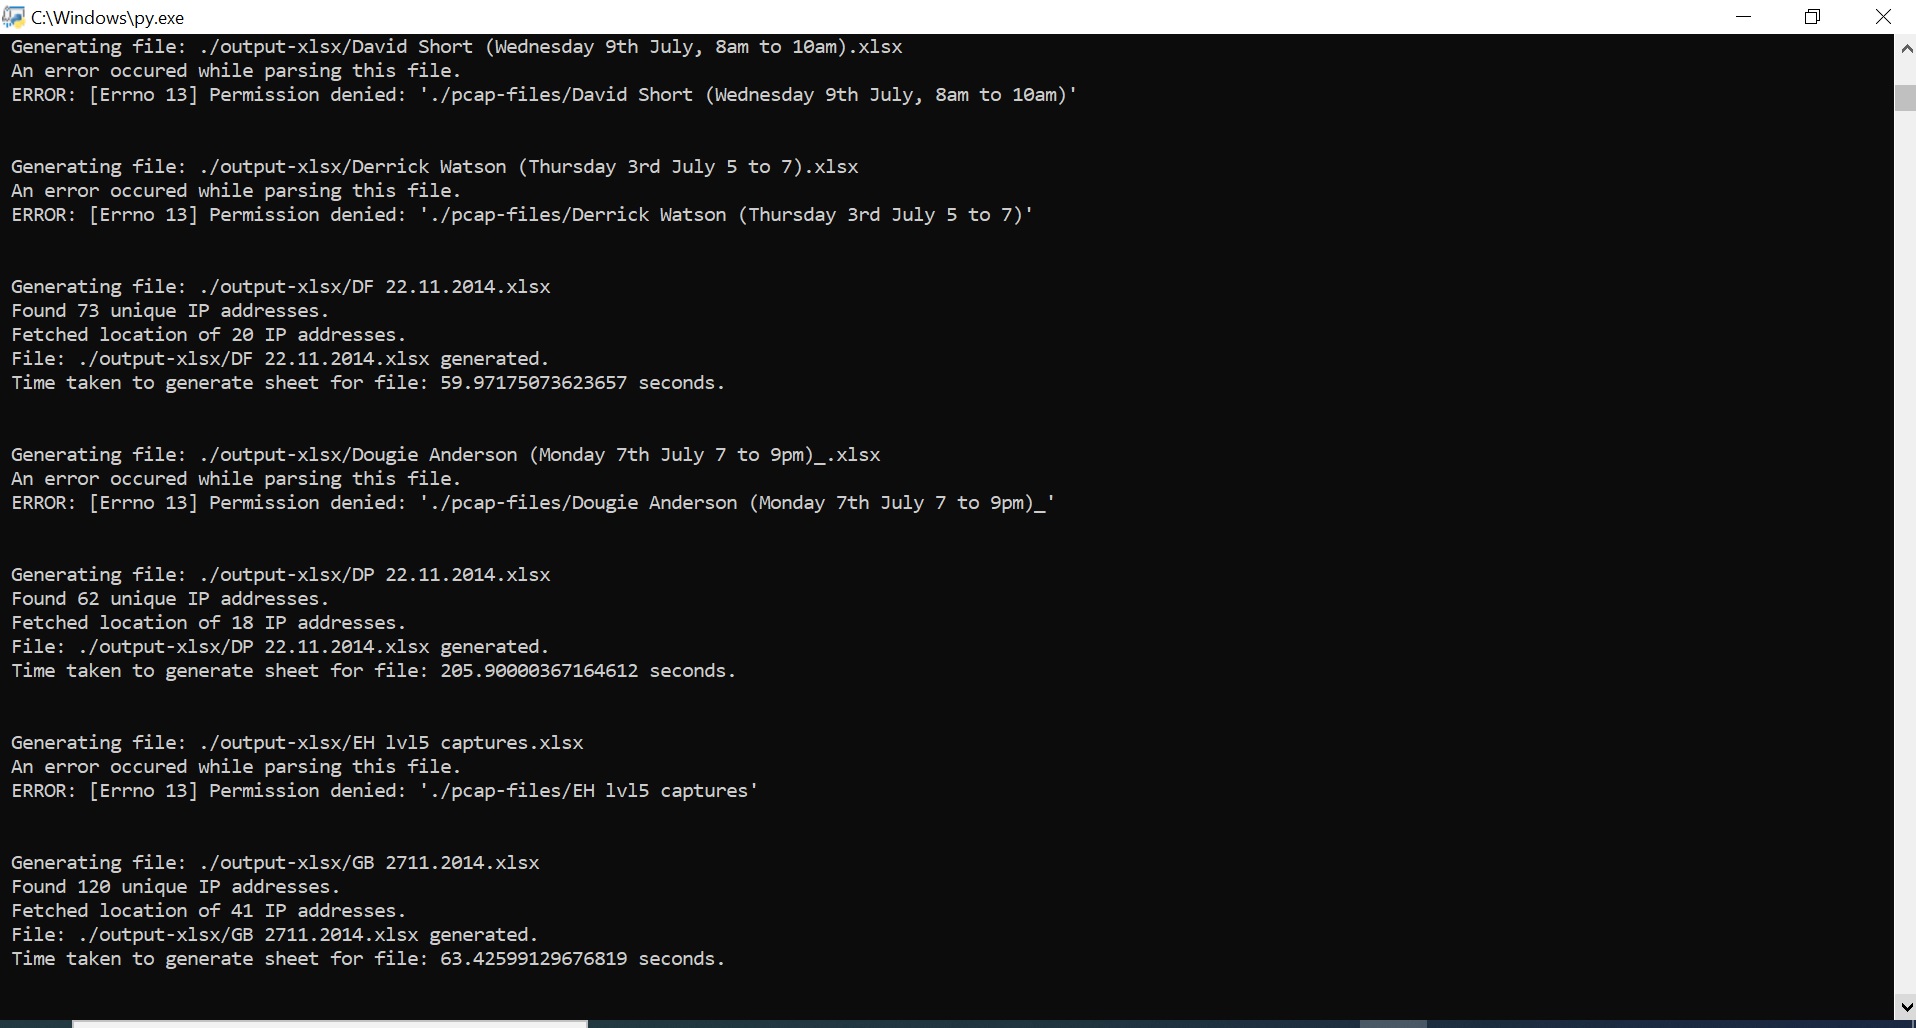 C:\Windows\py.exe
Generating file: ./output-xlsx/David Short (Wednesday 9th July, 8am to 10am).xlsx
An error occured while parsing this file.
ERROR: [Errno 13] Permission denied: './pcap-files/David Short (Wednesday 9th July, 8am to 10am)'
Generating file: ./output-xlsx/Derrick Watson (Thursday 3rd July 5 to 7).xlsx
An error occured while parsing this file.
ERROR: [Errno 13] Permission denied: './pcap-files/Derrick Watson (Thursday 3rd July 5 to 7)'
Generating file: ./output-xlsx/DF 22.11.2014.xlsx
Found 73 unique IP addresses.
Fetched location of 20 IP addresses.
File: ./output-xlsx/DF 22.11.2014.xlsx generated.
Time taken to generate sheet for file: 59.97175073623657 seconds.
Generating file: ./output-xlsx/Dougie Anderson (Monday 7th July 7 to 9pm)_.xlsx
An error occured while parsing this file.
ERROR: [Errno 13] Permission denied: './pcap-files/Dougie Anderson (Monday 7th July 7 to 9pm)_'
Generating file: ./output-xlsx/DP 22.11.2014.xlsx
Found 62 unique IP addresses.
Fetched location of 18 IP addresses.
File: ./output-xlsx/DP 22.11.2014.xlsx generated.
Time taken to generate sheet for file: 205.90000367164612 seconds.
Generating file: ./output-xlsx/EH lvl5 captures.xlsx
An error occured while parsing this file.
ERROR: [Errno 13] Permission denied: './pcap-files/EH lvl5 captures'
Generating file: ./output-xlsx/GB 2711.2014.xlsx
Found 120 unique IP addresses.
Fetched location of 41 IP addresses.
File: ./output-xlsx/GB 2711.2014.xlsx generated.
Time taken to generate sheet for file: 63.42599129676819 seconds.